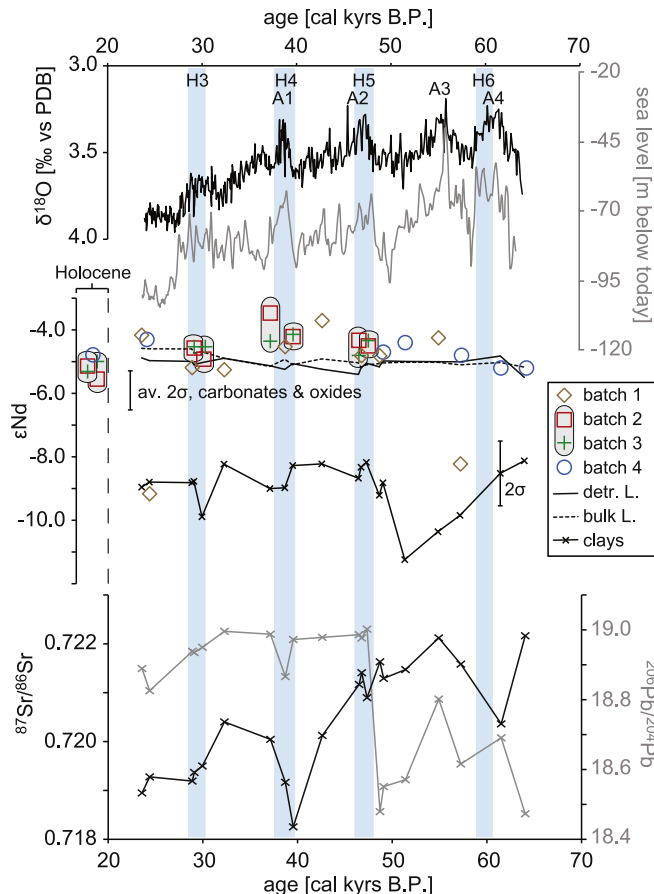 age [cal kyrs B.P.]
20 30 40 50 60 70
H3 H4 H5 H6
A1 A2 A3 A4
3.0
3.5
4.0
δ18O [‰ vs PDB]
-20
-45
-70
-95
-120
sea level [m below today]
Holocene
-4.0
-6.0
-8.0
-10.0
εNd
av. 2σ, carbonates & oxides
2σ
batch 1
batch 2
batch 3
batch 4
detr. L.
bulk L.
clays
0.722
0.720
0.718
87Sr/86Sr
19.0
18.8
18.6
18.4
206Pb/204Pb
20 30 40 50 60 70
age [cal kyrs B.P.]